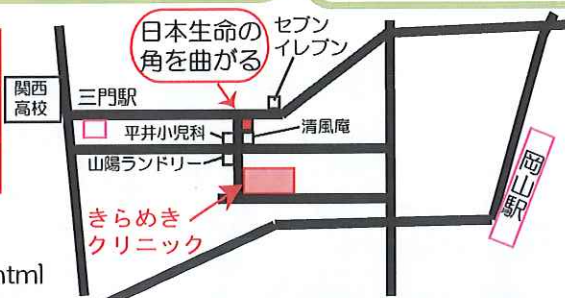 日本生命の
角を曲がる
セブン
イレブン
関西
高校
三門駅
平井小児科
清風庵
山陽ランドリー
岡山駅
きらめき
クリニック
html